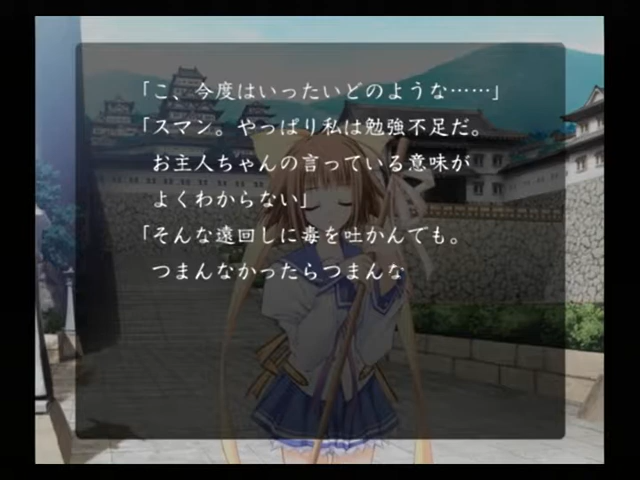 「こ、今度はいったいどのような……」
「スマン。やっぱり私は勉強不足だ。
お主人ちゃんの言っている意味が
よくわからない」
「そんな遠回しに毒を吐かんでも。
つまんなかったらつまんな